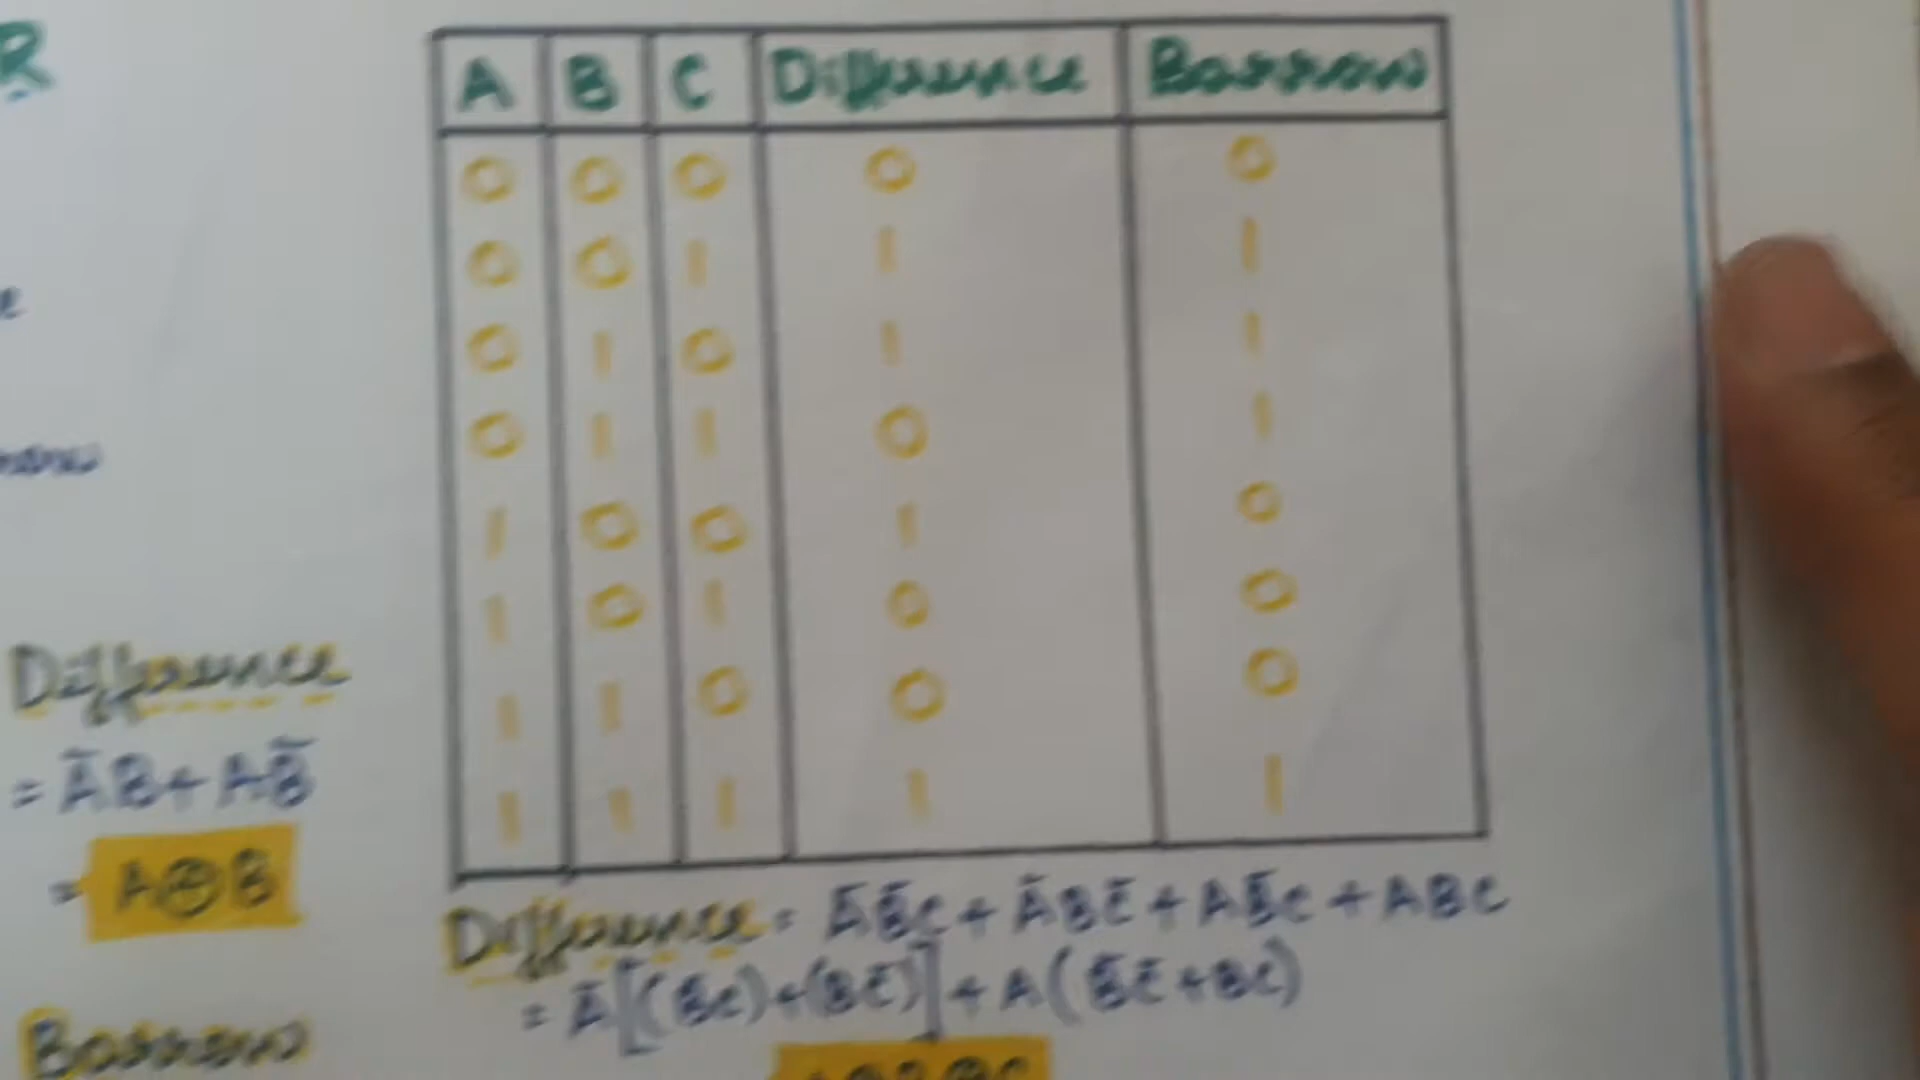 R
A B C Difference Borrow
0 0 0 0 0
0 0 1 1 1
0 1 0 1 1
0 1 1 0 1
1 0 0 1 0
1 0 1 0 0
1 1 0 0 0
1 1 1 1 1
Difference = ĀB̄C + ĀBC̄ + AB̄C + ABC
= Ā[(B̄C)+(BC̄)] + A(B̄C̄+BC)
Difference
= ĀB + AB̄
= A⊕B
Borrow